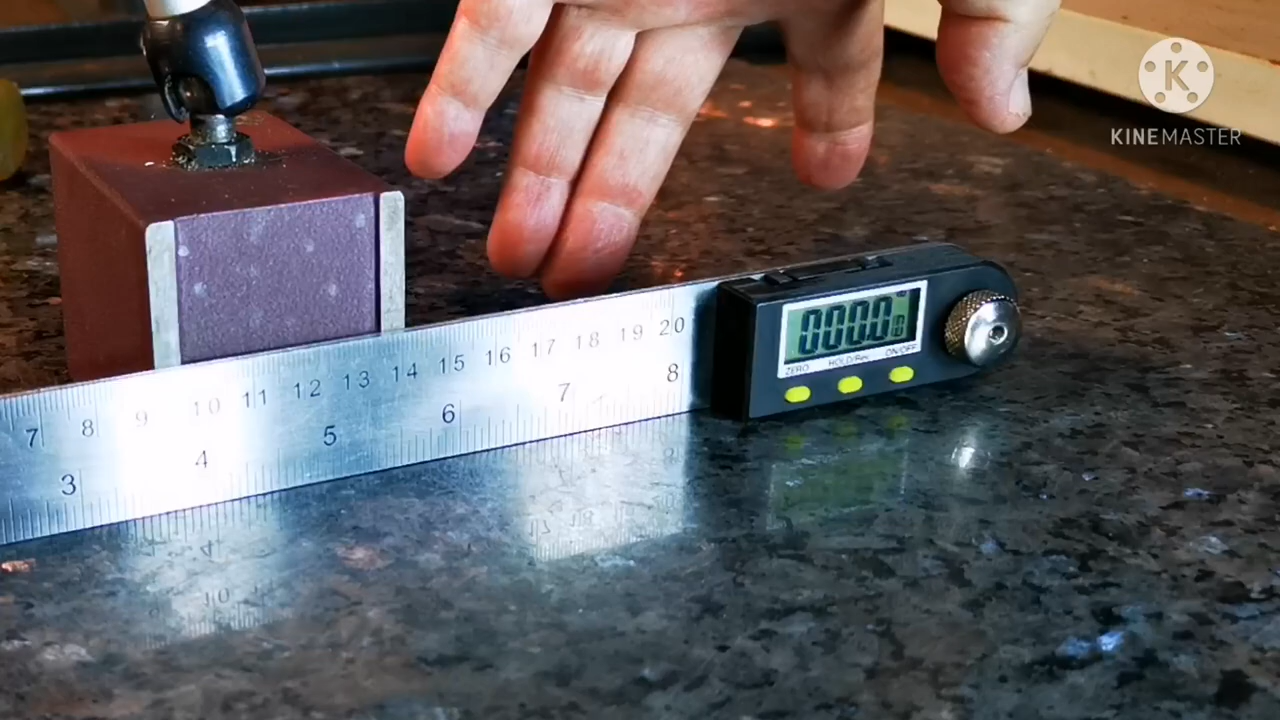 K
KINEMASTER
000.0
ZERO HOLD/Rec. ON/OFF
7 8 9 10 11 12 13 14 15 16 17 18 19 20
3 4 5 6 7 8